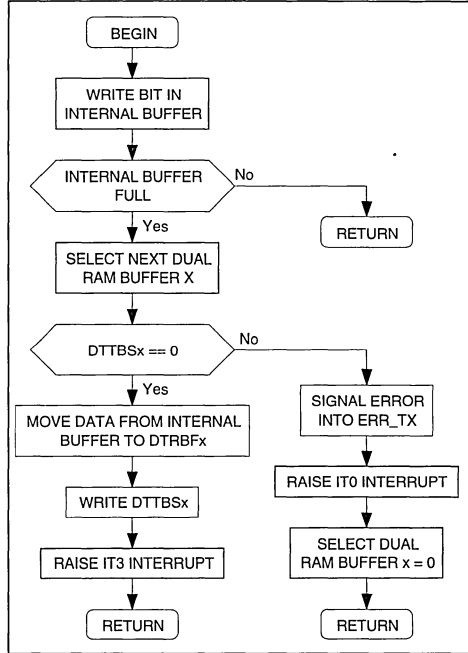 BEGIN
WRITE BIT IN
INTERNAL BUFFER
INTERNAL BUFFER
FULL
No
RETURN
Yes
SELECT NEXT DUAL
RAM BUFFER X
DTTBSx == 0
No
Yes
MOVE DATA FROM INTERNAL
BUFFER TO DTRBFx
WRITE DTTBSx
RAISE IT3 INTERRUPT
RETURN
SIGNAL ERROR
INTO ERR_TX
RAISE IT0 INTERRUPT
SELECT DUAL
RAM BUFFER x = 0
RETURN